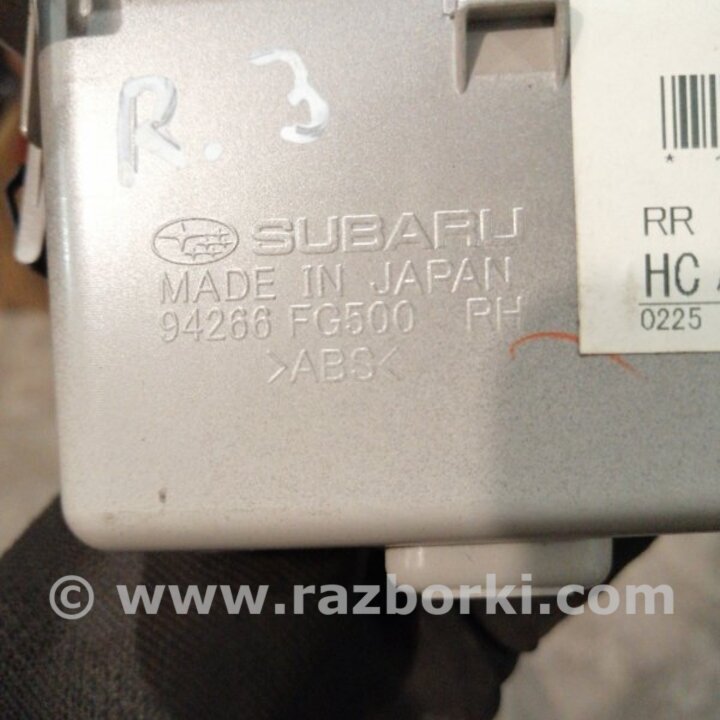 R. 3
SUBARU
MADE IN JAPAN
94266 FG500 RH
>ABS<
*
RR
HC
0225
© www.razborki.com